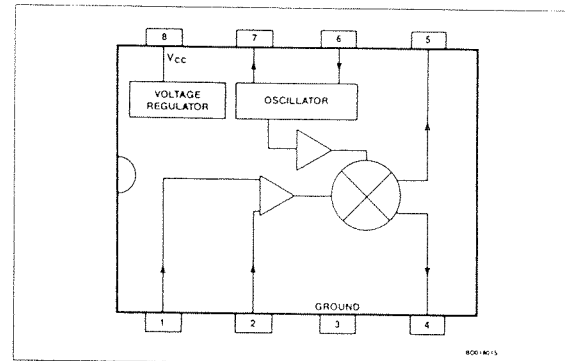 8 7 6 5
VCC
VOLTAGE
REGULATOR
OSCILLATOR
GROUND
1 2 3 4